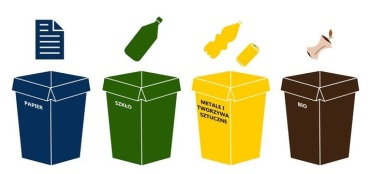 PAPIER
SZKŁO
METALE I
TWORZYWA
SZTUCZNE
BIO